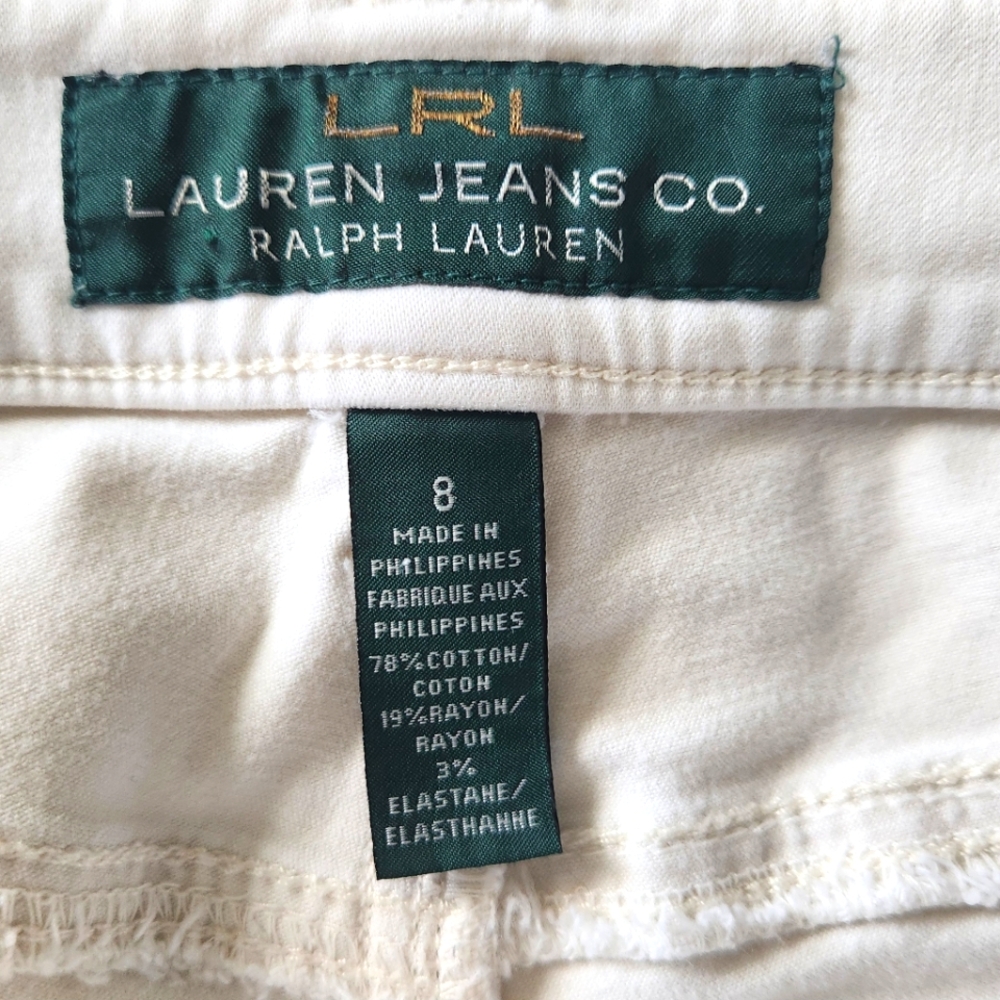 LRL
LAUREN JEANS CO.
RALPH LAUREN
8
MADE IN
PHILIPPINES
FABRIQUE AUX
PHILIPPINES
78% COTTON/
COTON
19% RAYON/
RAYON
3%
ELASTANE/
ELASTHANNE